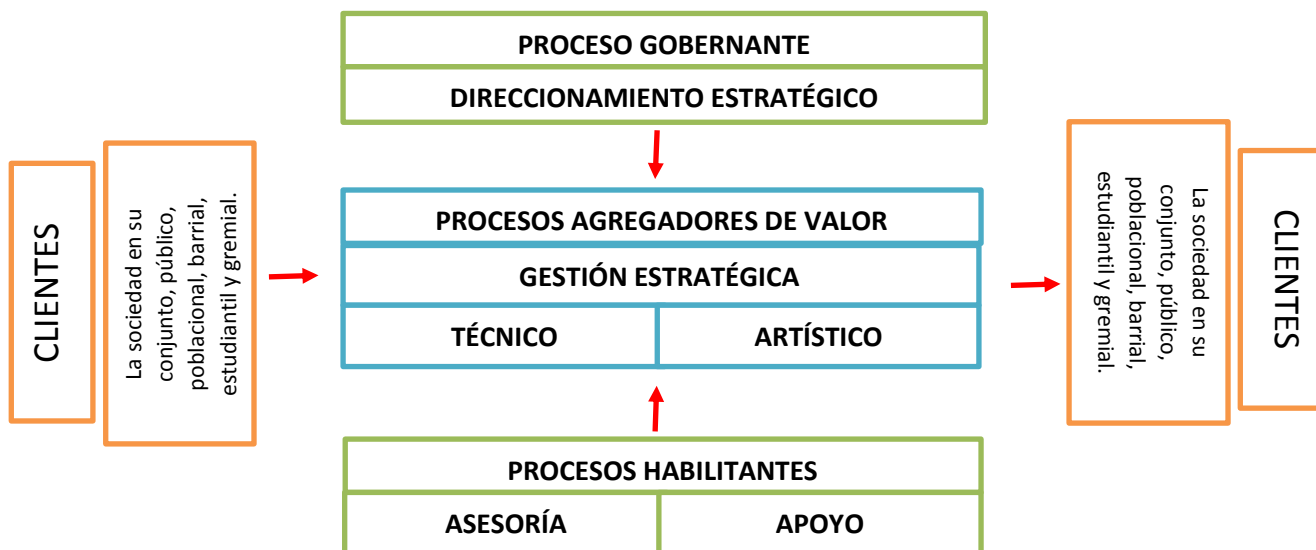 PROCESO GOBERNANTE
DIRECCIONAMIENTO ESTRATÉGICO
CLIENTES
La sociedad en su
conjunto, público,
poblacional, barrial,
estudiantil y gremial.
PROCESOS AGREGADORES DE VALOR
GESTIÓN ESTRATÉGICA
TÉCNICO
ARTÍSTICO
La sociedad en su
conjunto, público,
poblacional, barrial,
estudiantil y gremial.
CLIENTES
PROCESOS HABILITANTES
ASESORÍA
APOYO